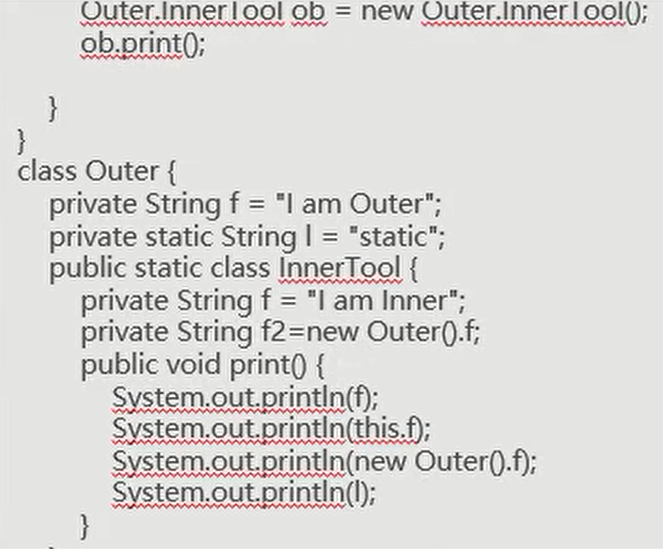 Outer.InnerTool ob = new Outer.InnerTool();
ob.print();
}
}
class Outer {
private String f = "I am Outer";
private static String l = "static";
public static class InnerTool {
private String f = "I am Inner";
private String f2=new Outer().f;
public void print() {
System.out.println(f);
System.out.println(this.f);
System.out.println(new Outer().f);
System.out.println(l);
}